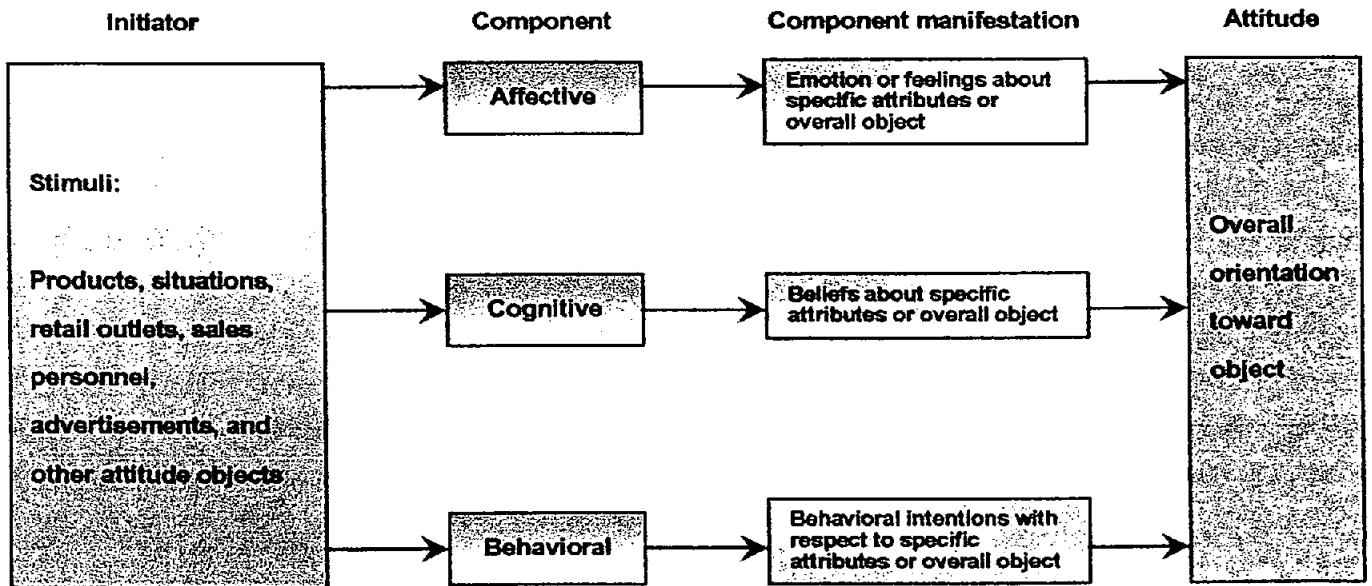 Initiator
Component
Component manifestation
Attitude
Stimuli:
Products, situations,
retail outlets, sales
personnel,
advertisements, and
other attitude objects
Affective
Emotion or feelings about
specific attributes or
overall object
Cognitive
Beliefs about specific
attributes or overall object
Behavioral
Behavioral intentions with
respect to specific
attributes or overall object
Overall
orientation
toward
object